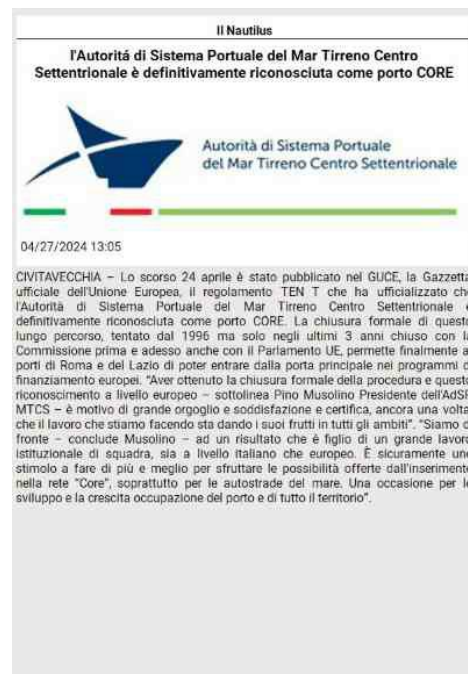 Il Nautilus
l'Autoritá di Sistema Portuale del Mar Tirreno Centro
Settentrionale è definitivamente riconosciuta come porto CORE
Autorità di Sistema Portuale
del Mar Tirreno Centro Settentrionale
04/27/2024 13:05
CIVITAVECCHIA – Lo scorso 24 aprile è stato pubblicato nel GUCE, la Gazzetta
ufficiale dell'Unione Europea, il regolamento TEN T che ha ufficializzato che
l'Autorità di Sistema Portuale del Mar Tirreno Centro Settentrionale
definitivamente riconosciuta come porto CORE. La chiusura formale di questo
lungo percorso, tentato dal 1996 ma solo negli ultimi 3 anni chiuso con la
Commissione prima e adesso anche con il Parlamento UE, permette finalmente
porti di Roma e del Lazio di poter entrare dalla porta principale nei programmi
finanziamento europei. "Aver ottenuto la chiusura formale della procedura e questo
riconoscimento a livello europeo – sottolinea Pino Musolino Presidente dell'AdSP
MTCS – è motivo di grande orgoglio e soddisfazione e certifica, ancora una volta
che il lavoro che stiamo facendo sta dando i suoi frutti in tutti gli ambiti". "Siamo
fronte – conclude Musolino – ad un risultato che è figlio di un grande lavoro
istituzionale di squadra, sia a livello italiano che europeo. È sicuramente uno
stimolo a fare di più e meglio per sfruttare le possibilità offerte dall'inserimento
nella rete "Core", soprattutto per le autostrade del mare. Una occasione per
sviluppo e la crescita occupazione del porto e di tutto il territorio".